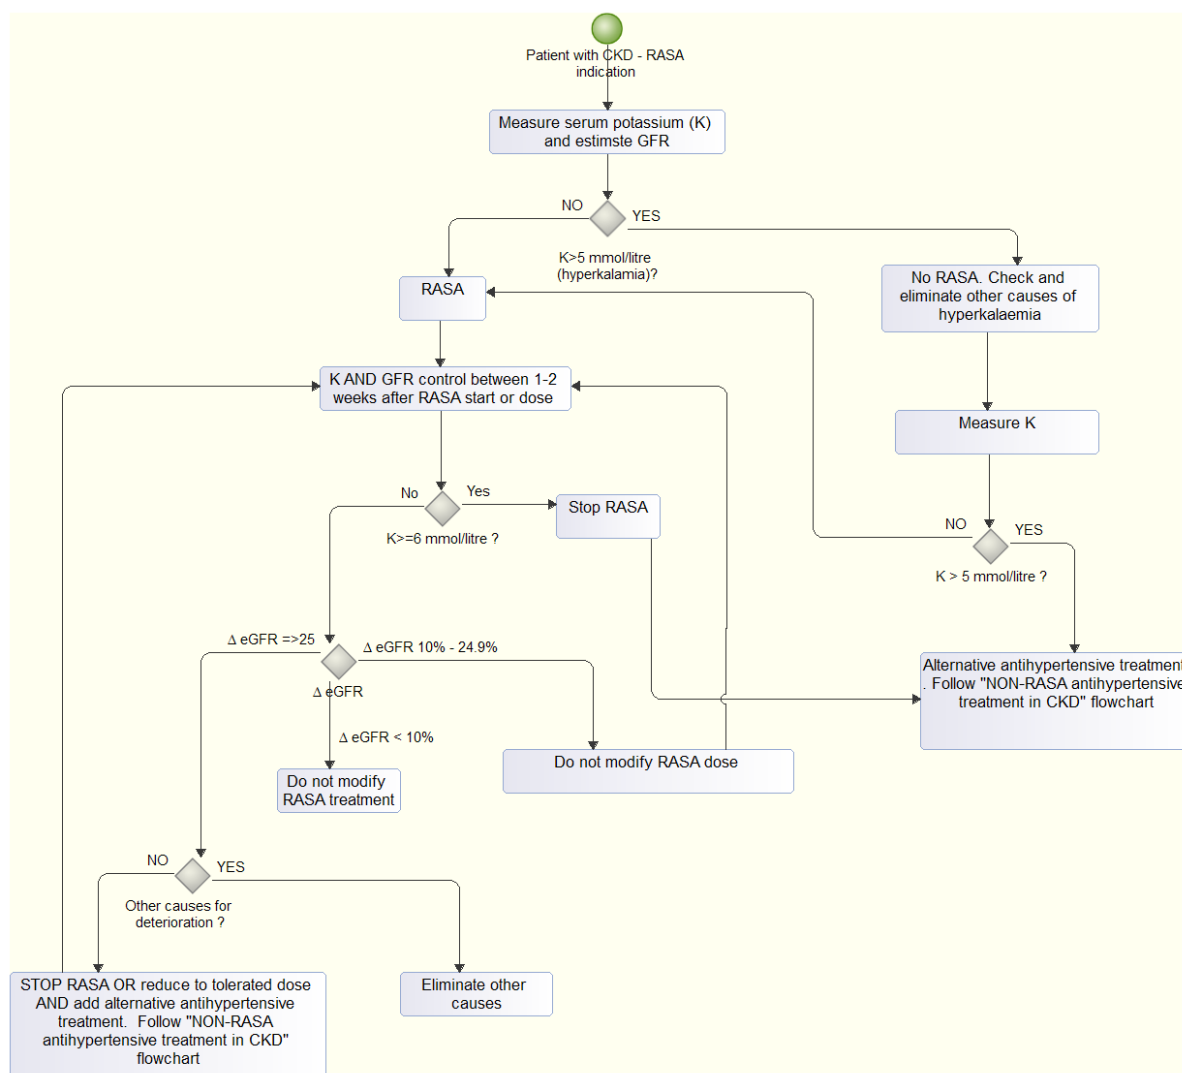 Patient with CKD - RASA
indication
Measure serum potassium (K)
and estimste GFR
NO
YES
K>5 mmol/litre
(hyperkalamia)?
RASA
No RASA. Check and
eliminate other causes of
hyperkalaemia
K AND GFR control between 1-2
weeks after RASA start or dose
Measure K
No
Yes
K>=6 mmol/litre ?
Stop RASA
NO
YES
K > 5 mmol/litre ?
Δ eGFR =>25
Δ eGFR 10% - 24.9%
Δ eGFR
Δ eGFR < 10%
Alternative antihypertensive treatment
. Follow "NON-RASA antihypertensive
treatment in CKD" flowchart
Do not modify RASA dose
Do not modify
RASA treatment
NO
YES
Other causes for
deterioration ?
STOP RASA OR reduce to tolerated dose
AND add alternative antihypertensive
treatment. Follow "NON-RASA
antihypertensive treatment in CKD"
flowchart
Eliminate other
causes